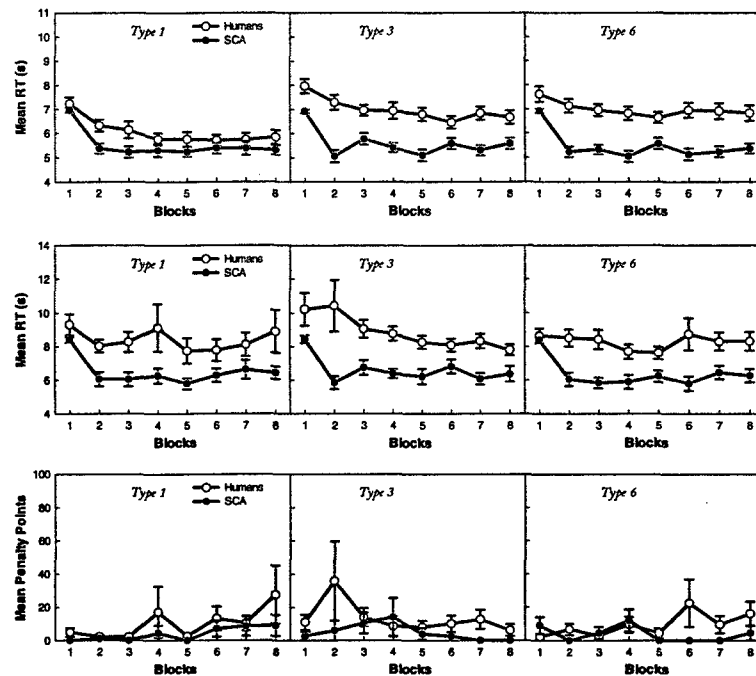 11
10
9
8
7
6
5
4
Mean RT (s)
Type 1
Humans
SCA
Type 3
Type 6
1 2 3 4 5 6 7 8
1 2 3 4 5 6 7 8
1 2 3 4 5 6 7 8
Blocks
Blocks
Blocks
14
12
10
8
6
4
Mean RT (s)
Type 1
Humans
SCA
Type 3
Type 6
1 2 3 4 5 6 7 8
1 2 3 4 5 6 7 8
1 2 3 4 5 6 7 8
Blocks
Blocks
Blocks
100
80
60
40
20
0
Mean Penalty Points
Type 1
Humans
SCA
Type 3
Type 6
1 2 3 4 5 6 7 8
1 2 3 4 5 6 7 8
1 2 3 4 5 6 7 8
Blocks
Blocks
Blocks